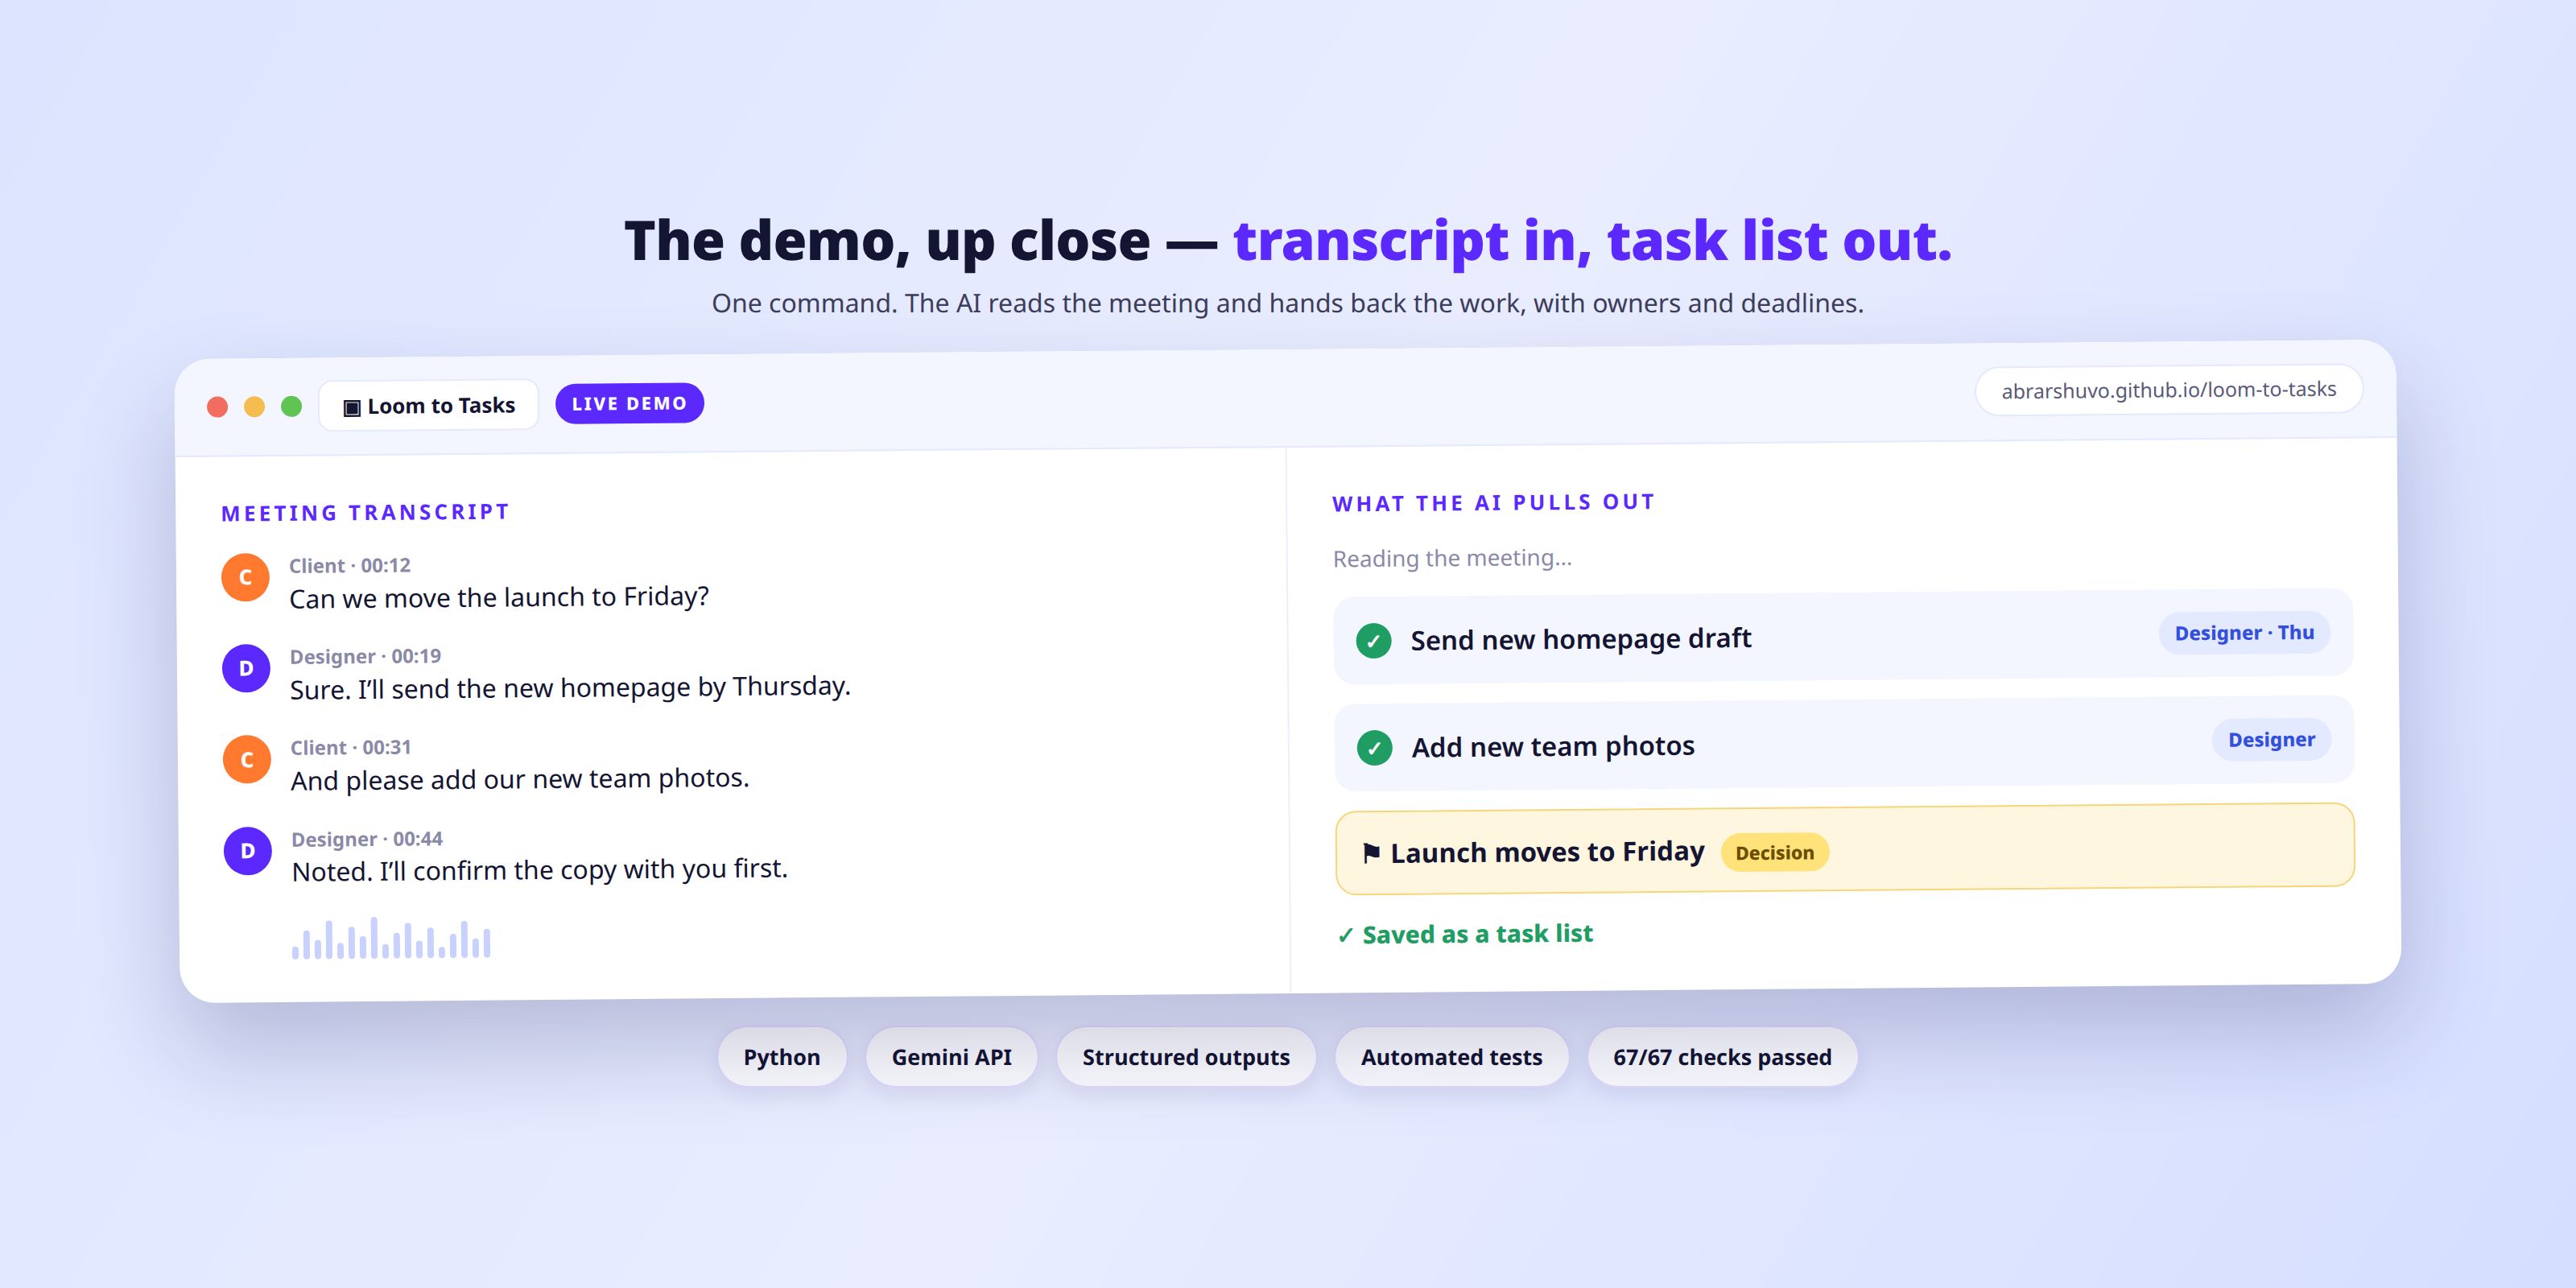 The demo, up close — transcript in, task list out.
One command. The AI reads the meeting and hands back the work, with owners and deadlines.
▣ Loom to Tasks
LIVE DEMO
abrarshuvo.github.io/loom-to-tasks
MEETING TRANSCRIPT
C
Client · 00:12
Can we move the launch to Friday?
D
Designer · 00:19
Sure. I’ll send the new homepage by Thursday.
C
Client · 00:31
And please add our new team photos.
D
Designer · 00:44
Noted. I’ll confirm the copy with you first.
WHAT THE AI PULLS OUT
Reading the meeting…
✓ Send new homepage draft
Designer · Thu
✓ Add new team photos
Designer
⚑ Launch moves to Friday
Decision
✓ Saved as a task list
Python
Gemini API
Structured outputs
Automated tests
67/67 checks passed